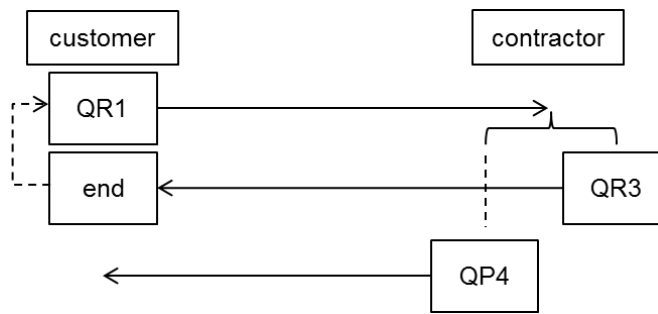 customer
contractor
QR1
end
QR3
QP4